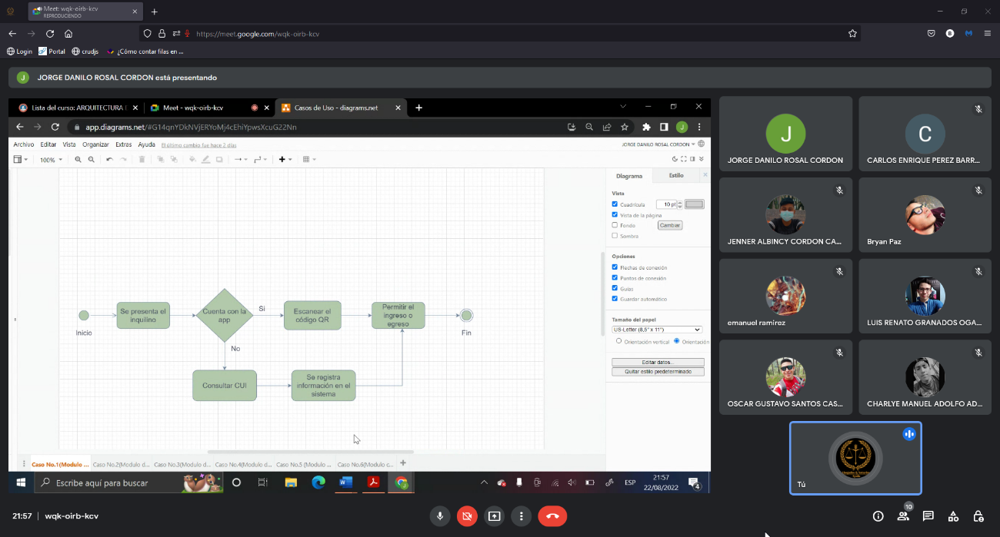 Meet: wqk-oirb-kcv
REPRODUCIENDO
https://meet.google.com/wqk-oirb-kcv
Login
Portal
crudjs
¿Cómo contar filas en ...
J
JORGE DANILO ROSAL CORDON está presentando
Lista del curso: ARQUITECTURA
Meet - wqk-oirb-kcv
Casos de Uso - diagrams.net
app.diagrams.net/#G14qnYDkNVjERYoMj4cEhiYpwsXcuG22Nn
J
Archivo Editar Vista Organizar Extras Ayuda El último cambio fue hace 2 días
JORGE DANILO ROSAL CORDON
100%
Diagrama
Estilo
Vista
Cuadrícula
10 pt
Vista de la página
Fondo
Cambiar
Sombra
Opciones
Flechas de conexión
Puntos de conexión
Guías
Guardar automático
Tamaño del papel
US-Letter (8,5" x 11")
Orientación vertical
Orientación
Editar datos...
Quitar estilo predeterminado
Inicio
Se presenta el
inquilino
Cuenta con la
app
Si
Escanear el
código QR
Permitir el
ingreso o
egreso
Fin
No
Consultar CUI
Se registra
información en el
sistema
Caso No.1(Modulo ...
Caso No.2(Modulo d...
Caso No.3(Modulo d...
Caso No.4(Modulo d...
Caso No.5 (Modulo ...
Caso No.6(Modulo c...
Escribe aquí para buscar
ESP
21:57
22/08/2022
4
J
JORGE DANILO ROSAL CORDON
C
CARLOS ENRIQUE PEREZ BARR...
JENNER ALBINCY CORDON CA...
Bryan Paz
emanuel ramirez
LUIS RENATO GRANADOS OGA...
OSCAR GUSTAVO SANTOS CAS...
CHARLYE MANUEL ADOLFO AD...
Tú
21:57
wqk-oirb-kcv
10